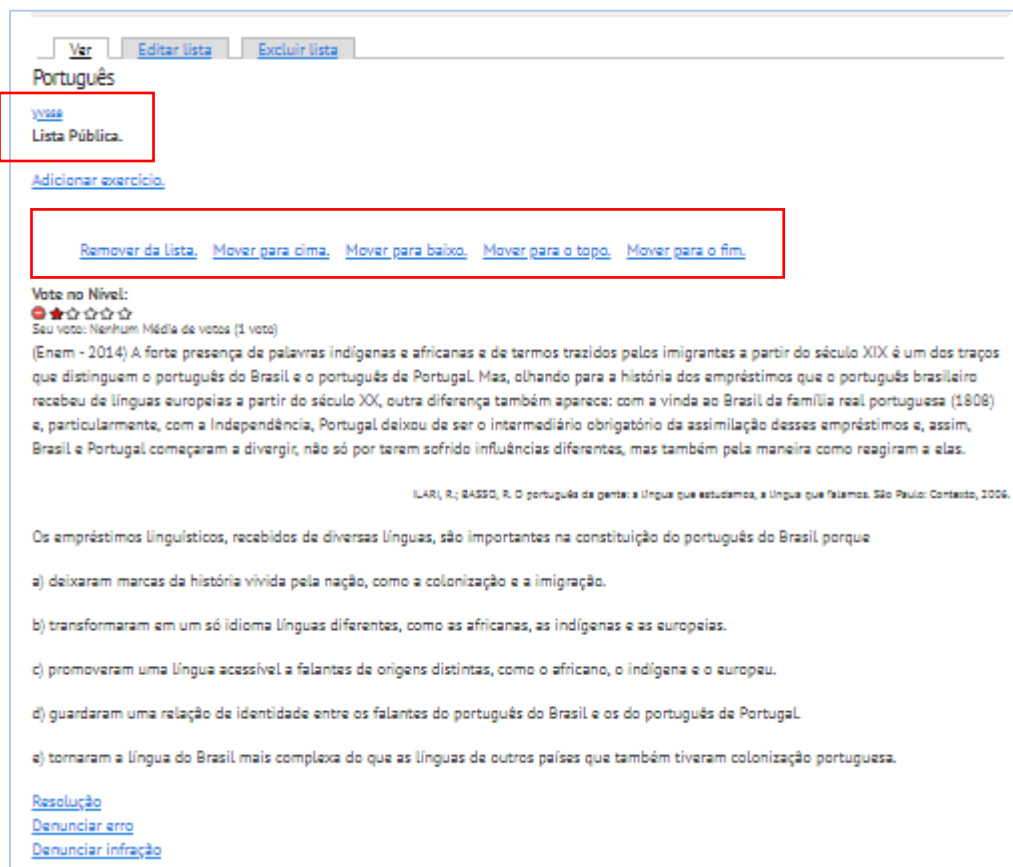 Ver Editar lista Excluir lista
Português
yvsse
Lista Pública.
Adicionar exercício.
Remover da lista. Mover para cima. Mover para baixo. Mover para o topo. Mover para o fim.
Vote no Nível:
Seu voto: Nenhum Média de votos (1 voto)
(Enem - 2014) A forte presença de palavras indígenas e africanas e de termos trazidos pelos imigrantes a partir do século XIX é um dos traços
que distinguem o português do Brasil e o português de Portugal. Mas, olhando para a história dos empréstimos que o português brasileiro
recebeu de línguas europeias a partir do século XX, outra diferença também aparece: com a vinda ao Brasil da família real portuguesa (1808)
e, particularmente, com a Independência, Portugal deixou de ser o intermediário obrigatório da assimilação desses empréstimos e, assim,
Brasil e Portugal começaram a divergir, não só por terem sofrido influências diferentes, mas também pela maneira como reagiram a elas.
ILARI, R.; BASSO, R. O português da gente: a língua que estudamos, a língua que falamos. São Paulo: Contexto, 2006.
Os empréstimos linguísticos, recebidos de diversas línguas, são importantes na constituição do português do Brasil porque
a) deixaram marcas da história vivida pela nação, como a colonização e a imigração.
b) transformaram em um só idioma línguas diferentes, como as africanas, as indígenas e as europeias.
c) promoveram uma língua acessível a falantes de origens distintas, como o africano, o indígena e o europeu.
d) guardaram uma relação de identidade entre os falantes do português do Brasil e os do português de Portugal.
e) tornaram a língua do Brasil mais complexa do que as línguas de outros países que também tiveram colonização portuguesa.
Resolução
Denunciar erro
Denunciar infração